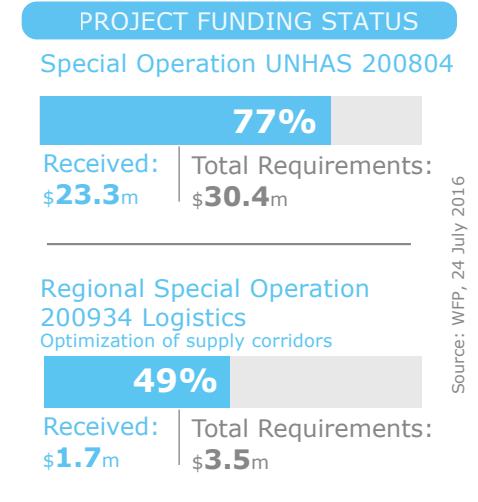 PROJECT FUNDING STATUS
Special Operation UNHAS 200804
77%
Received:
$23.3m
Total Requirements:
$30.4m
Regional Special Operation
200934 Logistics
Optimization of supply corridors
49%
Received:
$1.7m
Total Requirements:
$3.5m
Source: WFP, 24 July 2016